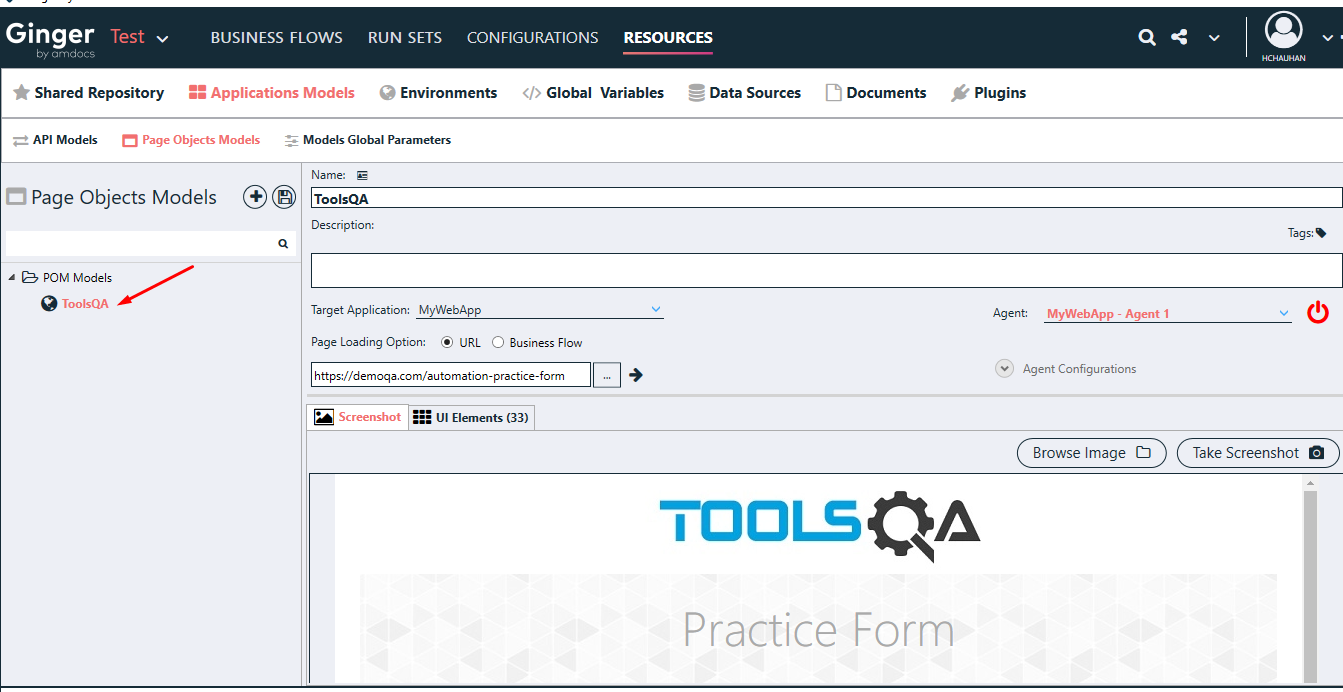 Ginger
by amdocs
Test
BUSINESS FLOWS
RUN SETS
CONFIGURATIONS
RESOURCES
HCHAUHAN
Shared Repository
Applications Models
Environments
Global Variables
Data Sources
Documents
Plugins
API Models
Page Objects Models
Models Global Parameters
Page Objects Models
POM Models
ToolsQA
Name:
ToolsQA
Description:
Tags:
Target Application: MyWebApp
Agent: MyWebApp - Agent 1
Page Loading Option: URL Business Flow
https://demoqa.com/automation-practice-form ...
Agent Configurations
Screenshot
UI Elements (33)
Browse Image
Take Screenshot
TOOLSQA
Practice Form